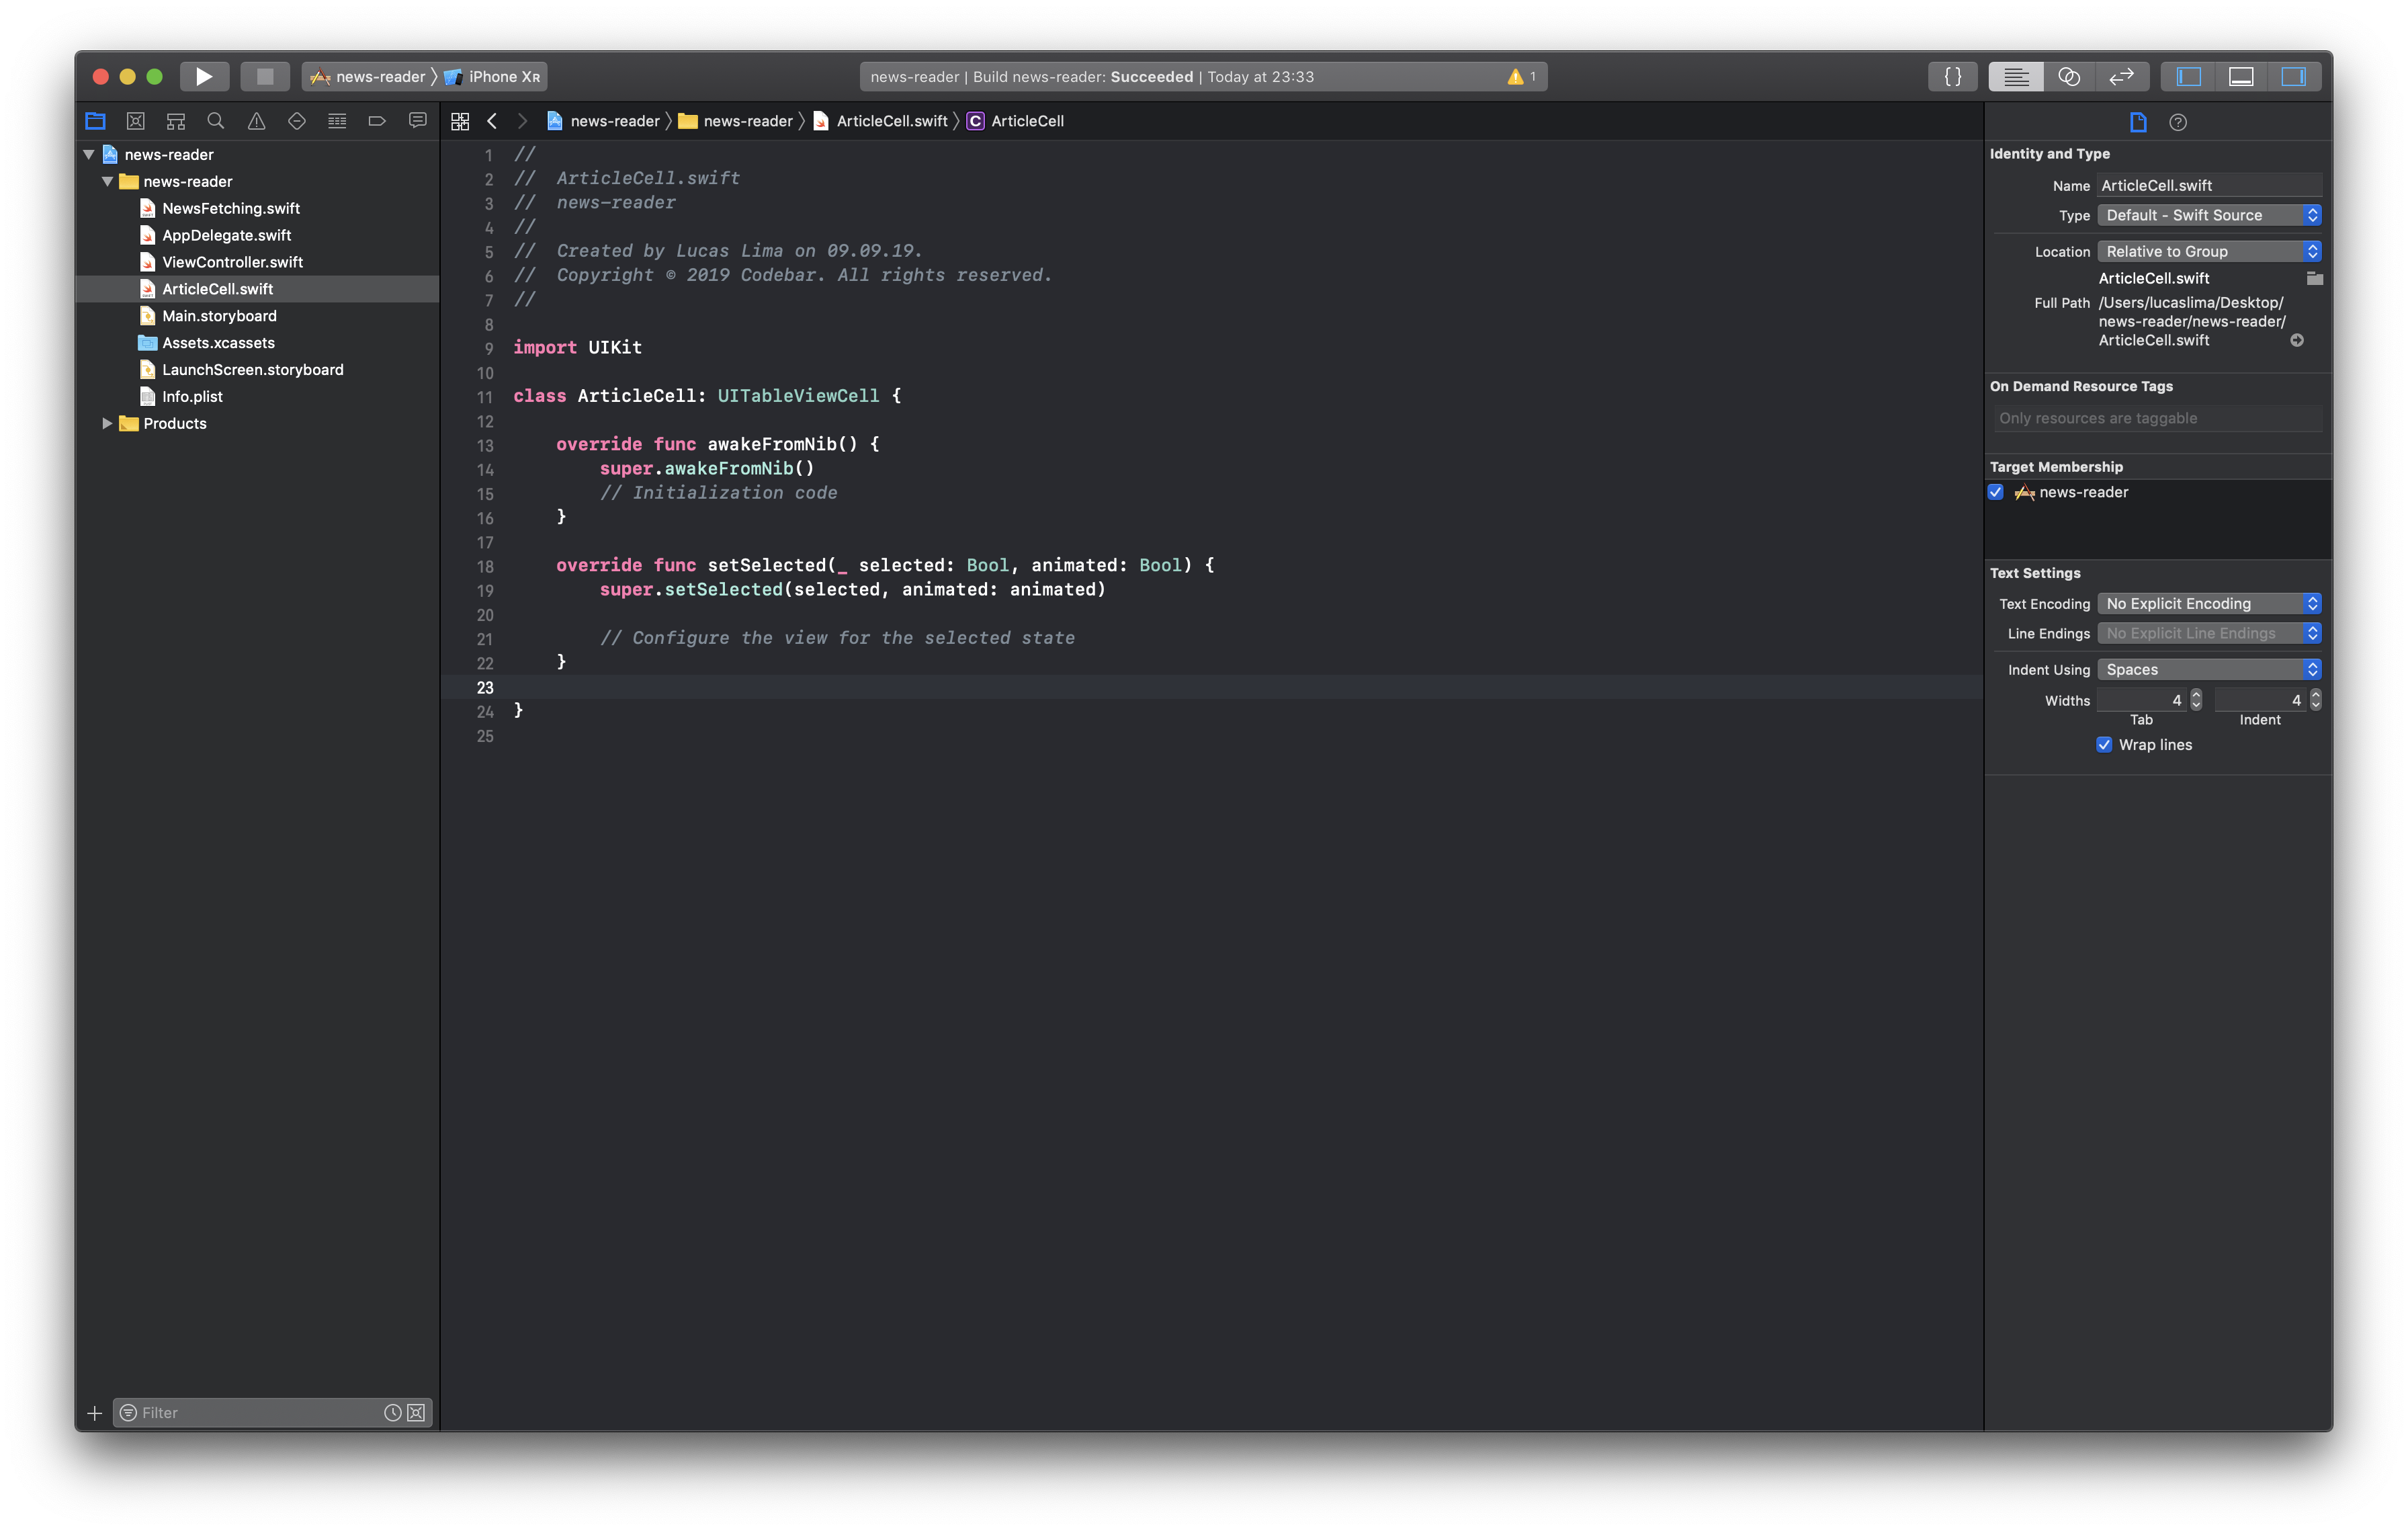 news-reader 〉 iPhone Xʀ
news-reader | Build news-reader: Succeeded | Today at 23:33
1
{ }
news-reader 〉 news-reader 〉 ArticleCell.swift 〉 C ArticleCell
news-reader
news-reader
NewsFetching.swift
AppDelegate.swift
ViewController.swift
ArticleCell.swift
Main.storyboard
Assets.xcassets
LaunchScreen.storyboard
Info.plist
Products
Filter
1 //
2 //  ArticleCell.swift
3 //  news-reader
4 //
5 //  Created by Lucas Lima on 09.09.19.
6 //  Copyright © 2019 Codebar. All rights reserved.
7 //
8
9 import UIKit
10
11 class ArticleCell: UITableViewCell {
12
13     override func awakeFromNib() {
14         super.awakeFromNib()
15         // Initialization code
16     }
17
18     override func setSelected(_ selected: Bool, animated: Bool) {
19         super.setSelected(selected, animated: animated)
20
21         // Configure the view for the selected state
22     }
23
24 }
25
Identity and Type
Name ArticleCell.swift
Type Default - Swift Source
Location Relative to Group
ArticleCell.swift
Full Path /Users/lucaslima/Desktop/
news-reader/news-reader/
ArticleCell.swift
On Demand Resource Tags
Only resources are taggable
Target Membership
news-reader
Text Settings
Text Encoding No Explicit Encoding
Line Endings No Explicit Line Endings
Indent Using Spaces
Widths 4 4
Tab Indent
Wrap lines